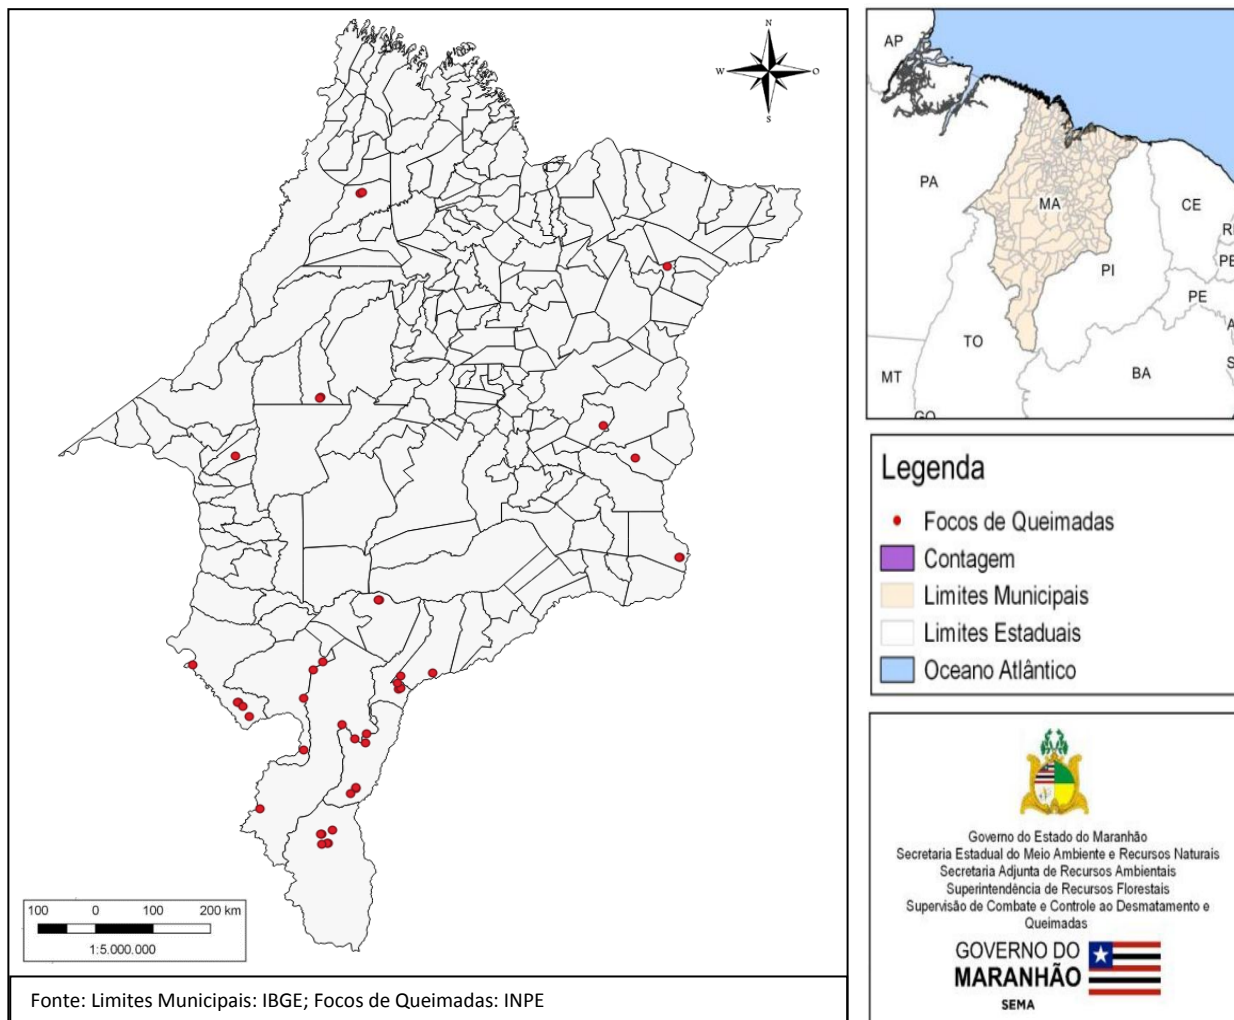 N
W
O
S
100 0 100 200 km
1:5.000.000
Fonte: Limites Municipais: IBGE; Focos de Queimadas: INPE
AP
PA
MA
CE
RN
PB
PI
PE
TO
MT
BA
GO
Legenda
Focos de Queimadas
Contagem
Limites Municipais
Limites Estaduais
Oceano Atlântico
Governo do Estado do Maranhão
Secretaria Estadual do Meio Ambiente e Recursos Naturais
Secretaria Adjunta de Recursos Ambientais
Superintendência de Recursos Florestais
Supervisão de Combate e Controle ao Desmatamento e
Queimadas
GOVERNO DO
MARANHÃO
SEMA